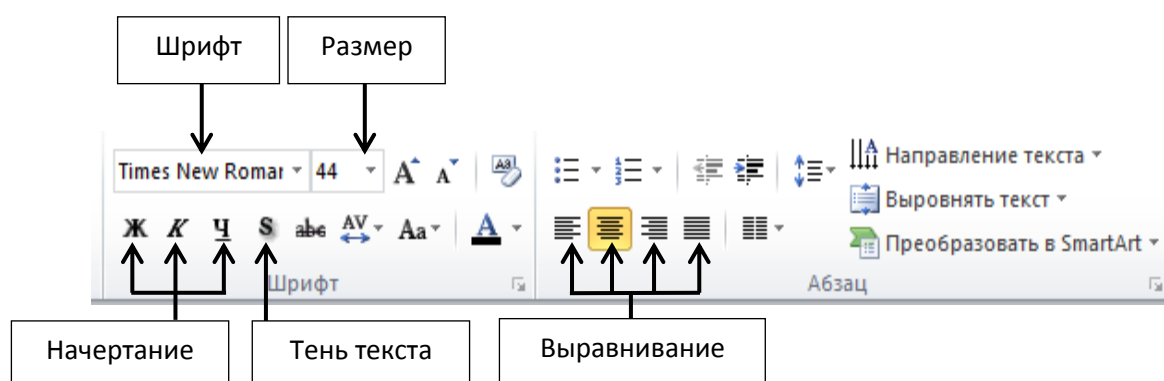 Шрифт Размер
Times New Roman 44 А А Аа
Направление текста
Ж К Ч S abc AV Aa А
Выровнять текст
Преобразовать в SmartArt
Шрифт Абзац
Начертание Тень текста Выравнивание